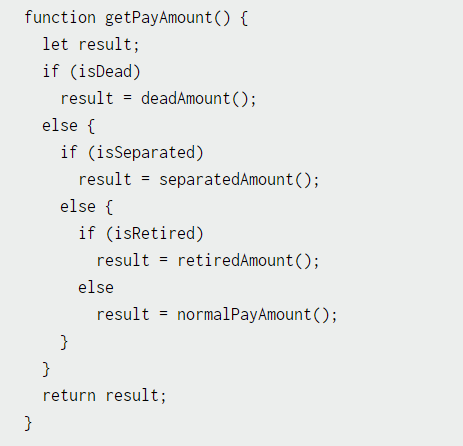 function getPayAmount() {
  let result;
  if (isDead)
    result = deadAmount();
  else {
    if (isSeparated)
      result = separatedAmount();
    else {
      if (isRetired)
        result = retiredAmount();
      else
        result = normalPayAmount();
    }
  }
  return result;
}